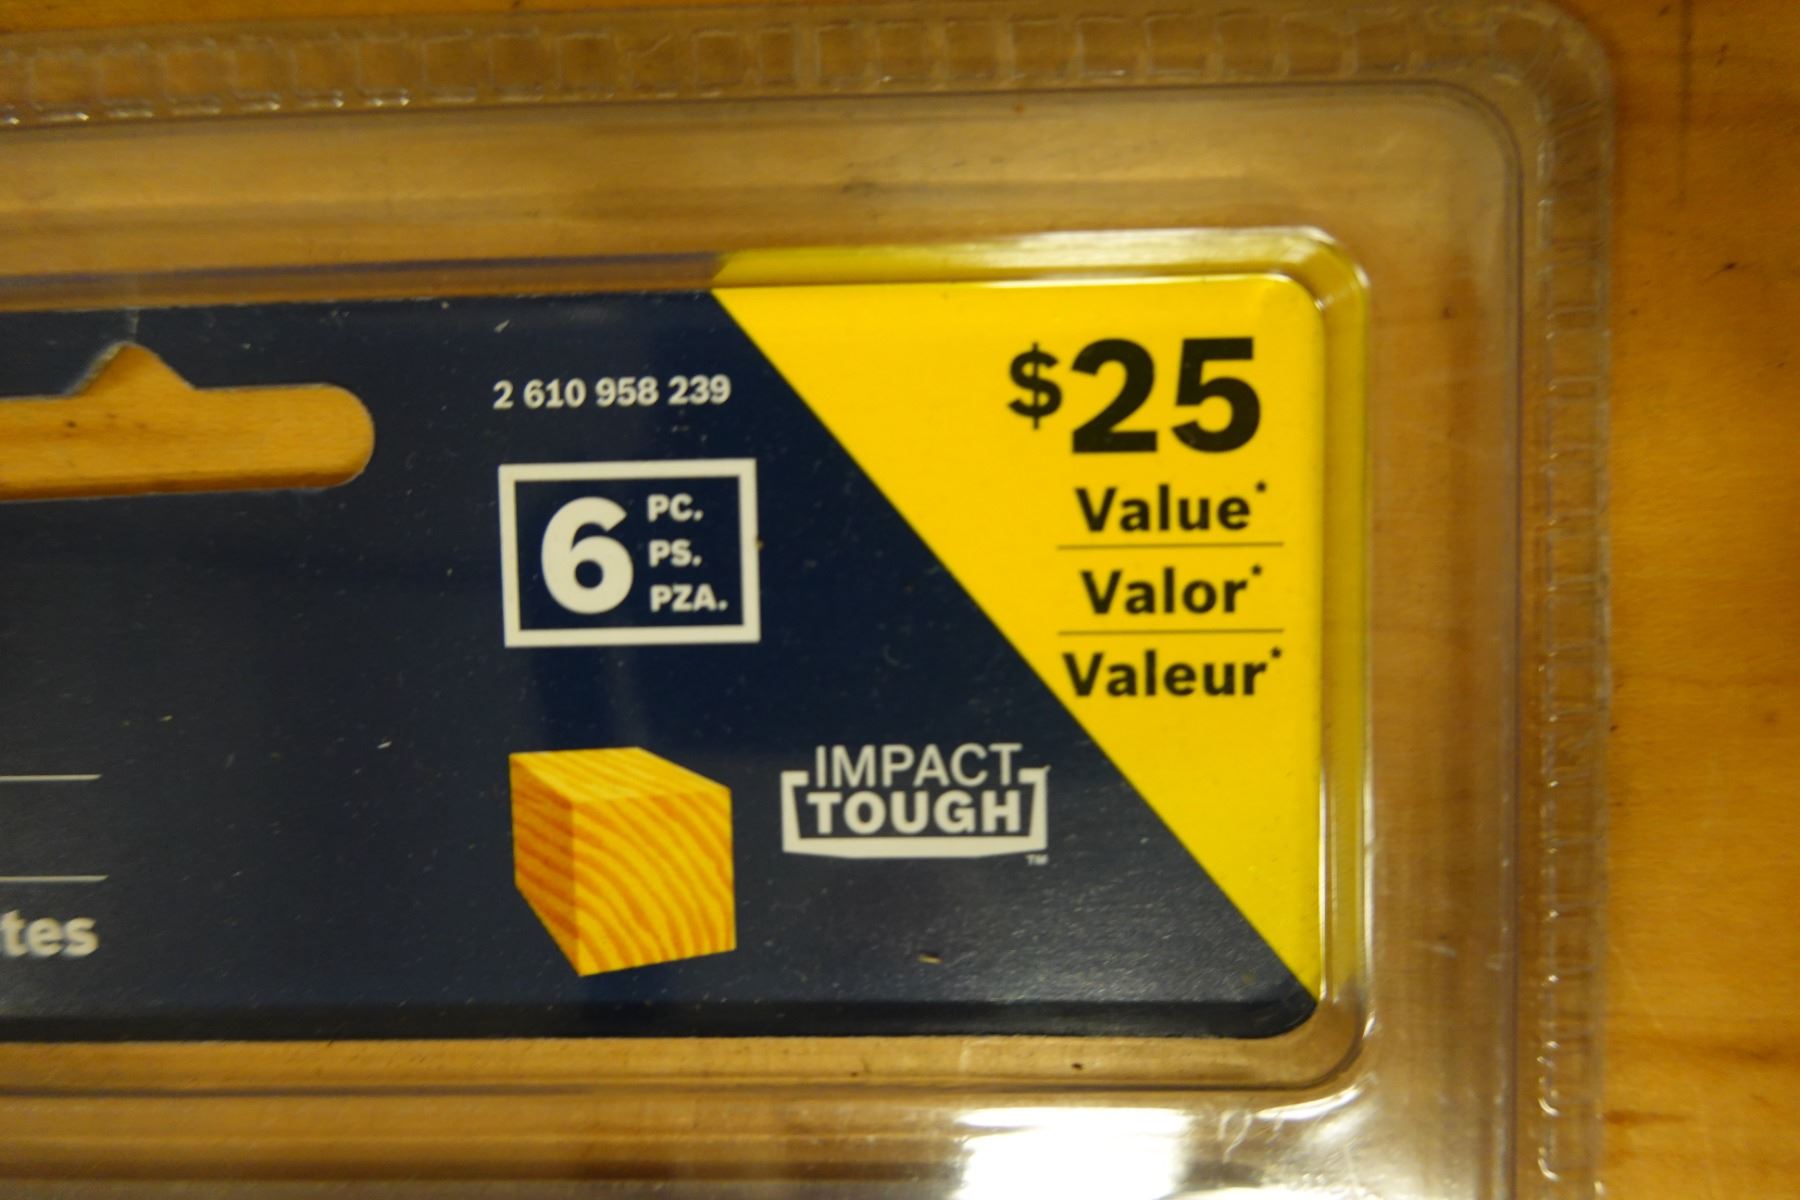 2 610 958 239
$25
Value*
Valor*
Valeur*
6 PC.
PS.
PZA.
IMPACT
TOUGH
™
tes